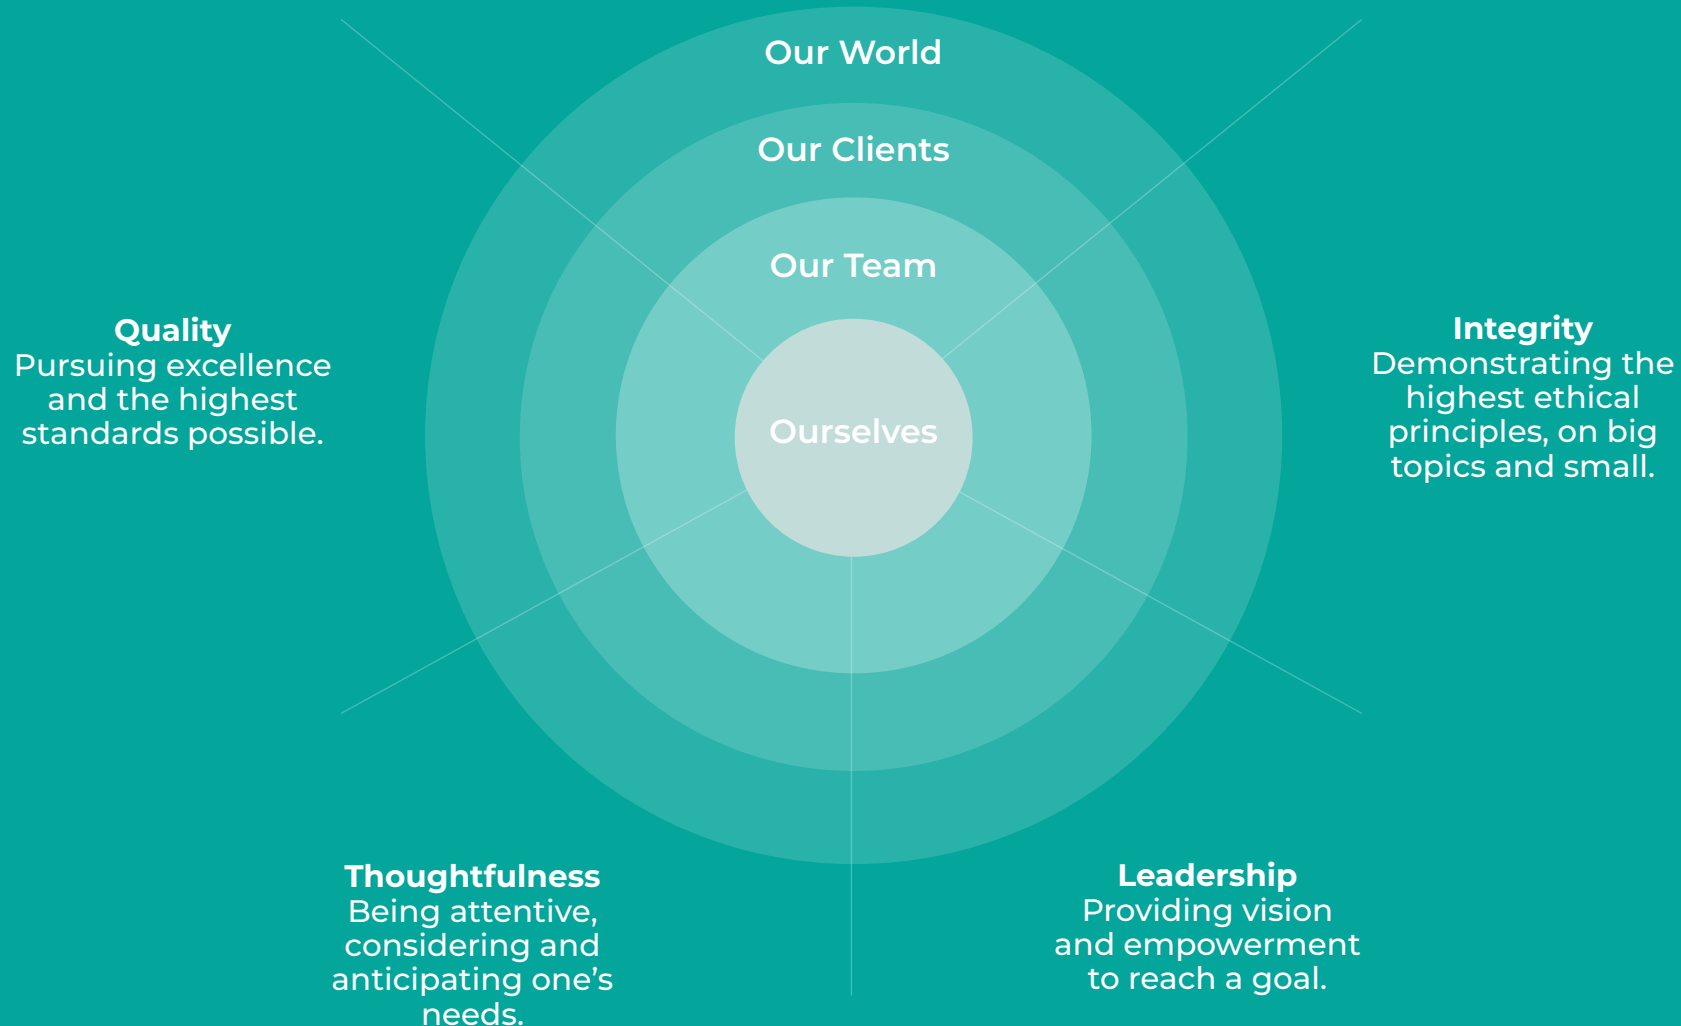 Our World
Our Clients
Our Team
Ourselves
Quality
Pursuing excellence
and the highest
standards possible.
Integrity
Demonstrating the
highest ethical
principles, on big
topics and small.
Thoughtfulness
Being attentive,
considering and
anticipating one’s
needs.
Leadership
Providing vision
and empowerment
to reach a goal.